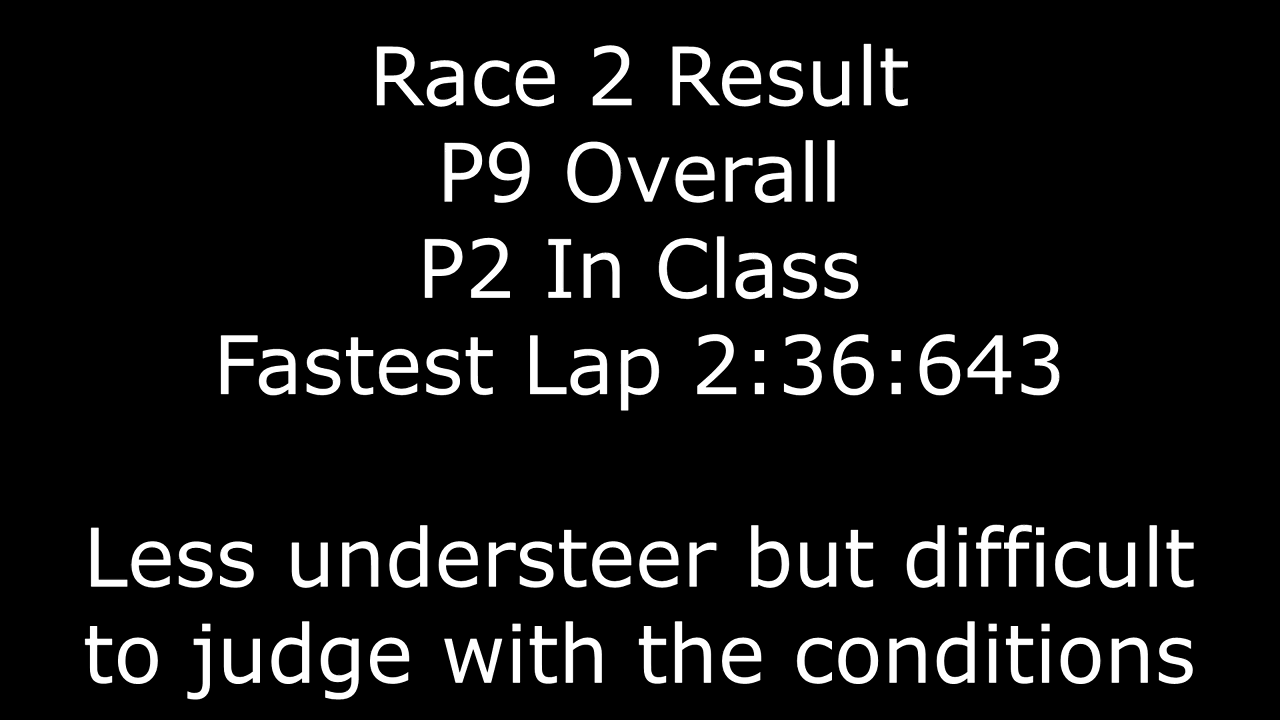 Race 2 Result
P9 Overall
P2 In Class
Fastest Lap 2:36:643
Less understeer but difficult
to judge with the conditions